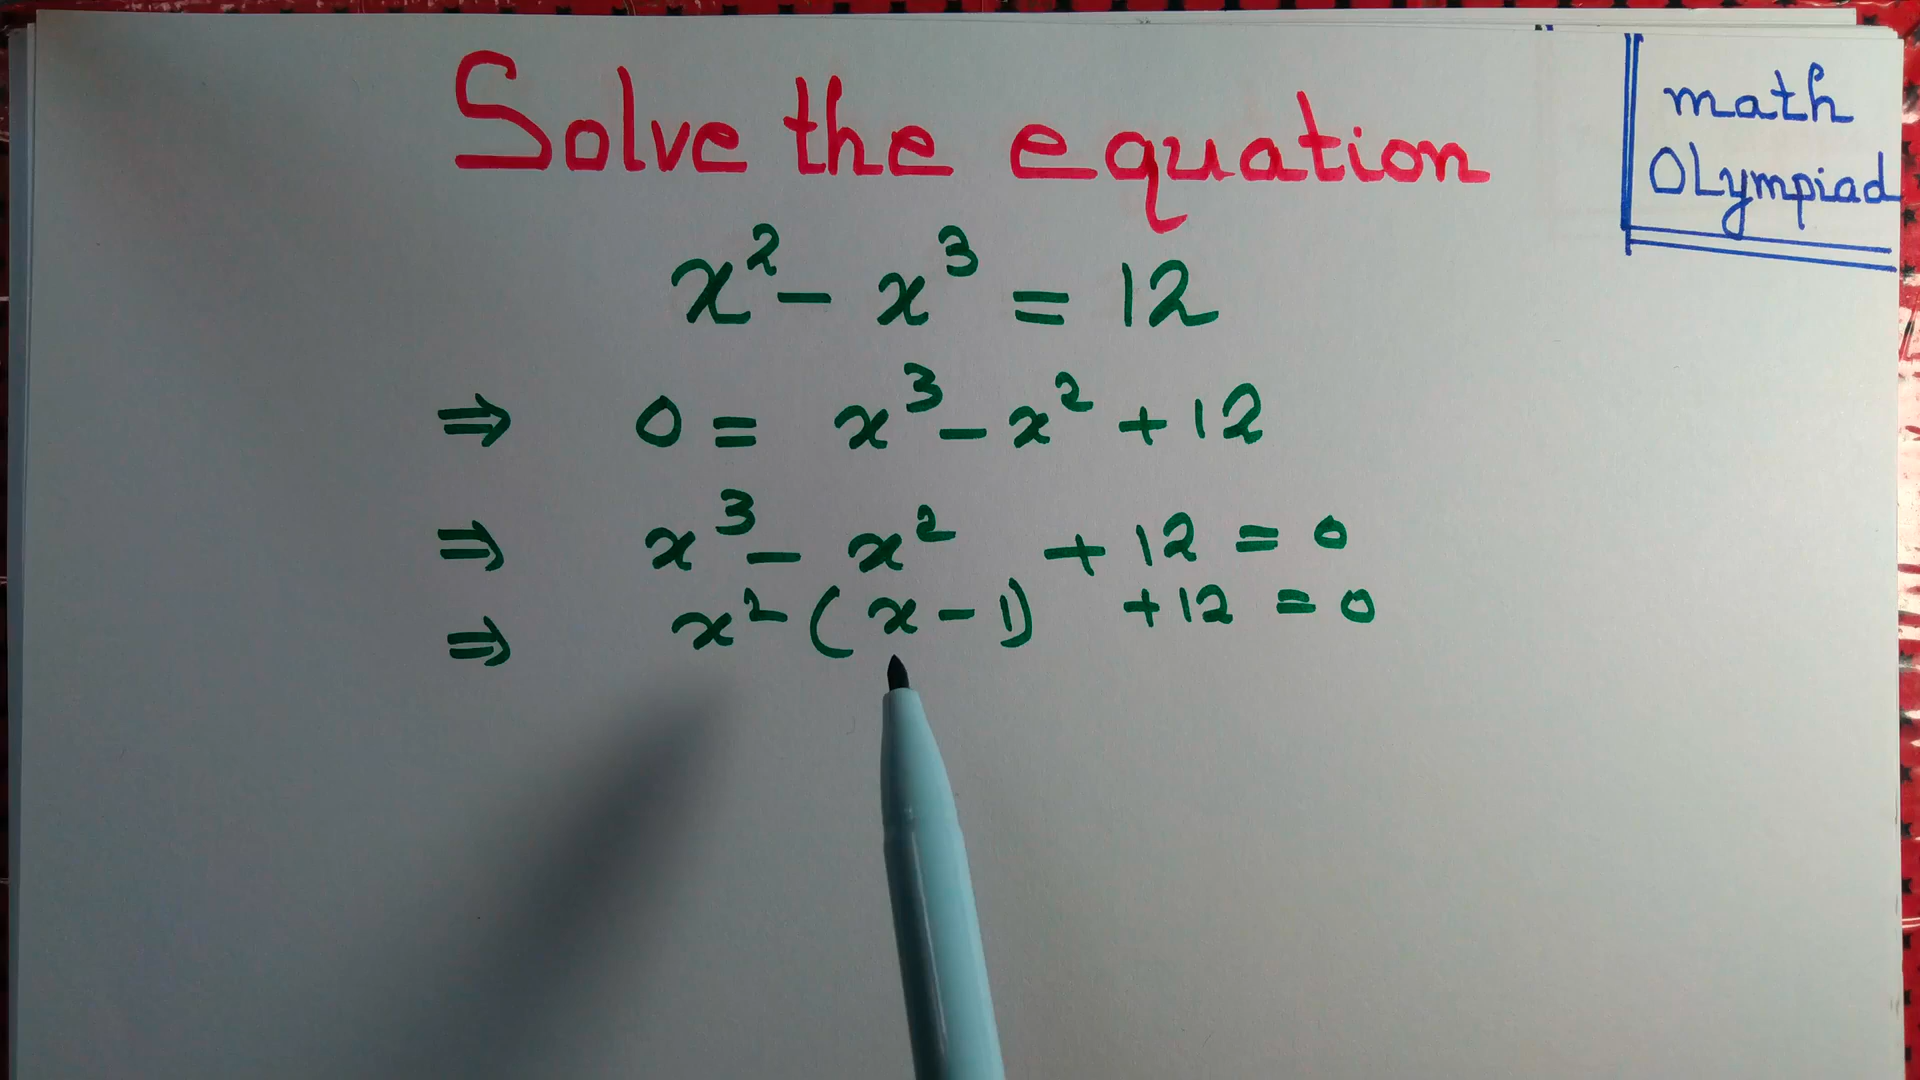 Solve the equation
math
OLympiad
x² - x³ = 12
⇒ 0 = x³ - x² + 12
⇒ x³ - x² + 12 = 0
⇒ x² (x - 1) + 12 = 0